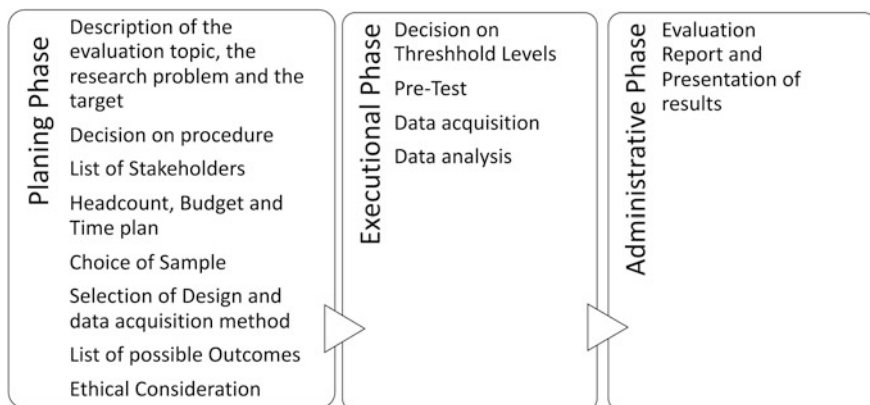 Planing Phase
Description of the
evaluation topic, the
research problem and the
target
Decision on procedure
List of Stakeholders
Headcount, Budget and
Time plan
Choice of Sample
Selection of Design and
data acquisition method
List of possible Outcomes
Ethical Consideration
Executional Phase
Decision on
Threshhold Levels
Pre-Test
Data acquisition
Data analysis
Administrative Phase
Evaluation
Report and
Presentation of
results